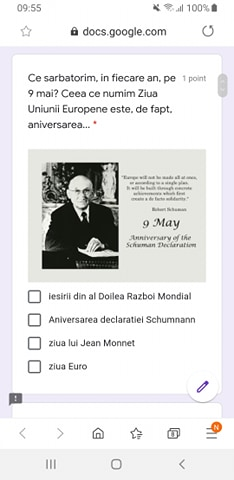 09:55
100%
docs.google.com
Ce sarbatorim, in fiecare an, pe 1 point
9 mai? Ceea ce numim Ziua
Uniunii Europene este, de fapt,
aniversarea... *
"Europe will not be made all at once,
or according to a single plan.
It will be built through concrete
achievements which first
create a de facto solidarity."
Robert Schuman
9 May
Anniversary of the
Schuman Declaration
iesirii din al Doilea Razboi Mondial
Aniversarea declaratiei Schumnann
ziua lui Jean Monnet
ziua Euro
N